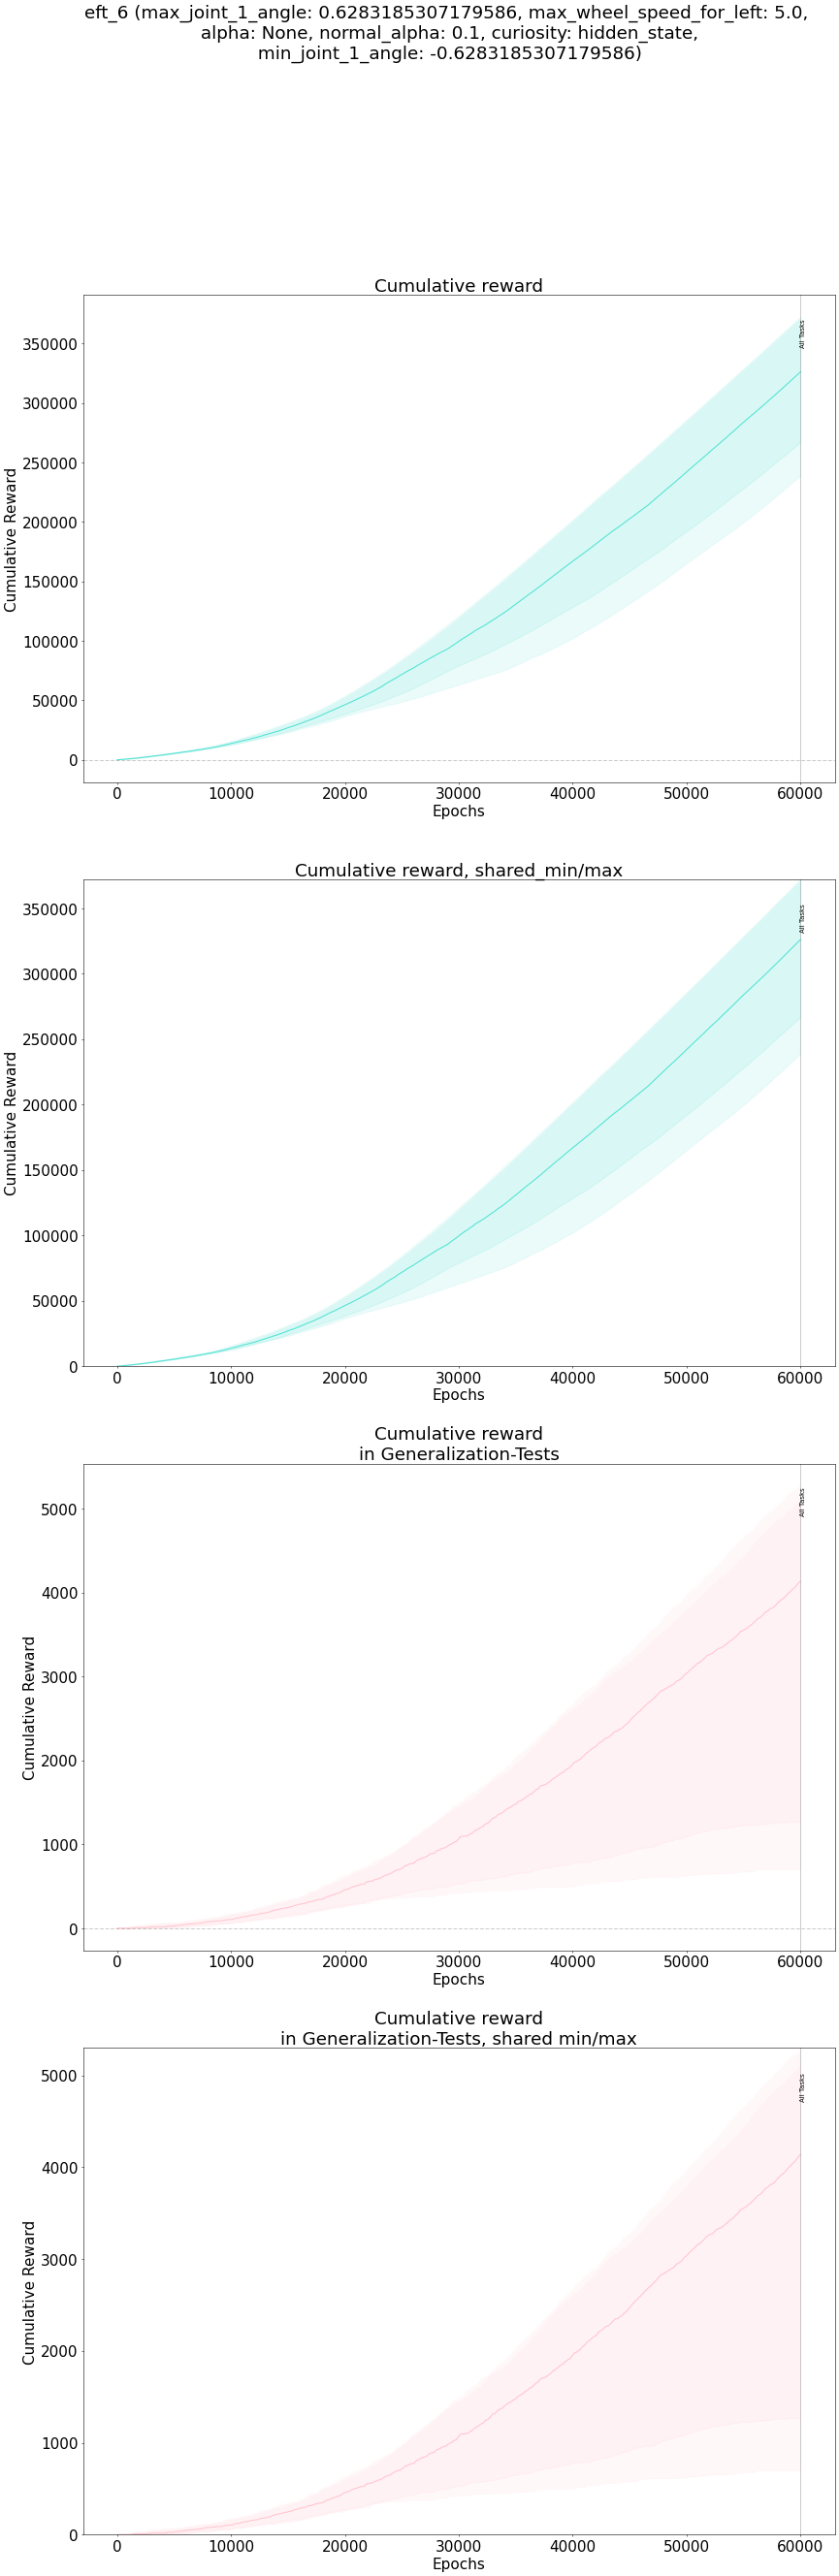 eft_6 (max_joint_1_angle: 0.6283185307179586, max_wheel_speed_for_left: 5.0,
alpha: None, normal_alpha: 0.1, curiosity: hidden_state,
min_joint_1_angle: -0.6283185307179586)
Cumulative reward
350000
300000
250000
200000
150000
100000
50000
0
Cumulative Reward
All Tasks
0 10000 20000 30000 40000 50000 60000
Epochs
Cumulative reward, shared_min/max
350000
300000
250000
200000
150000
100000
50000
0
Cumulative Reward
All Tasks
0 10000 20000 30000 40000 50000 60000
Epochs
Cumulative reward
in Generalization-Tests
5000
4000
3000
2000
1000
0
Cumulative Reward
All Tasks
0 10000 20000 30000 40000 50000 60000
Epochs
Cumulative reward
in Generalization-Tests, shared min/max
5000
4000
3000
2000
1000
0
Cumulative Reward
All Tasks
0 10000 20000 30000 40000 50000 60000
Epochs